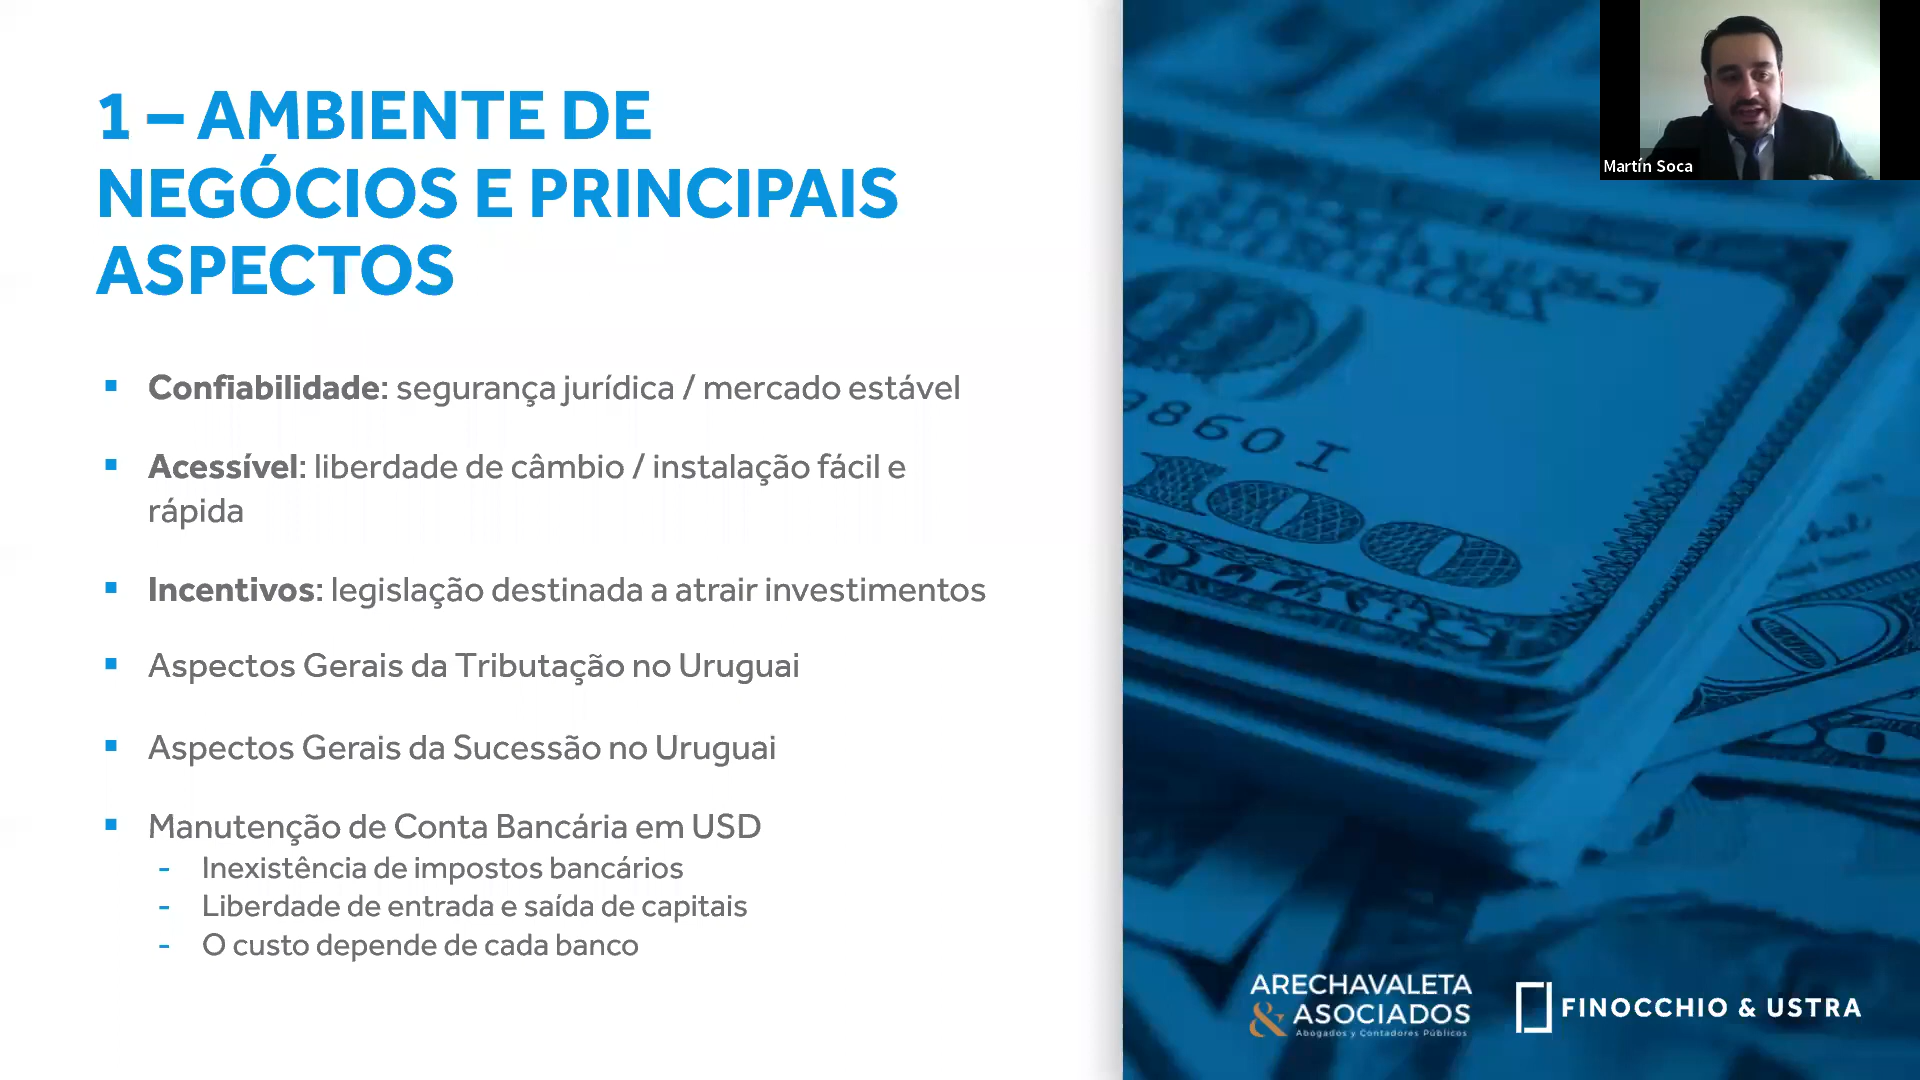 1 – AMBIENTE DE
NEGÓCIOS E PRINCIPAIS
ASPECTOS
▪ Confiabilidade: segurança jurídica / mercado estável
▪ Acessível: liberdade de câmbio / instalação fácil e
rápida
▪ Incentivos: legislação destinada a atrair investimentos
▪ Aspectos Gerais da Tributação no Uruguai
▪ Aspectos Gerais da Sucessão no Uruguai
▪ Manutenção de Conta Bancária em USD
- Inexistência de impostos bancários
- Liberdade de entrada e saída de capitais
- O custo depende de cada banco
Martín Soca
9860 I
100
ARECHAVALETA
& ASOCIADOS
Abogados y Contadores Públicos
FINOCCHIO & USTRA